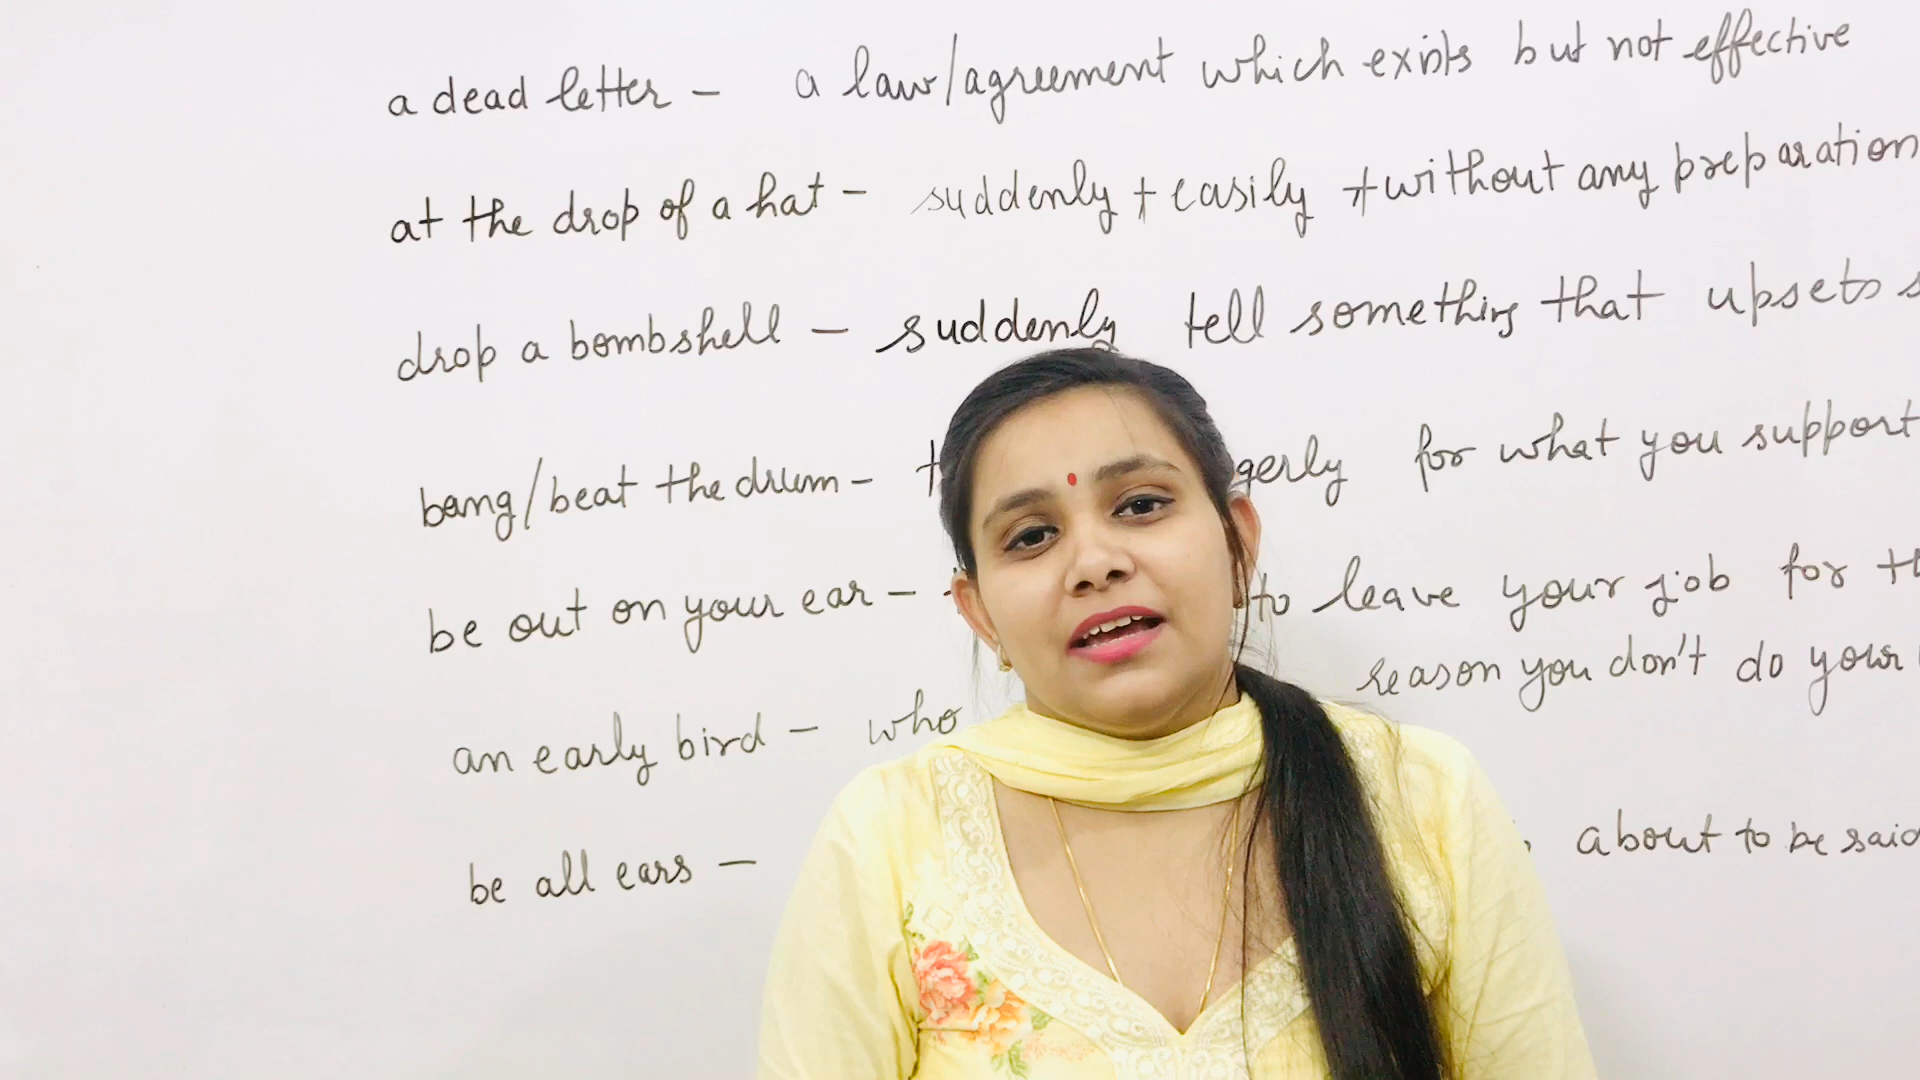 a dead letter - a law/agreement which exists but not effective
at the drop of a hat - suddenly + easily + without any preparation
drop a bombshell - suddenly tell something that upsets
bang/beat the drum - for what you support
be out on your ear - to leave your job for
reason you don't do your
an early bird - who
be all ears - about to be said